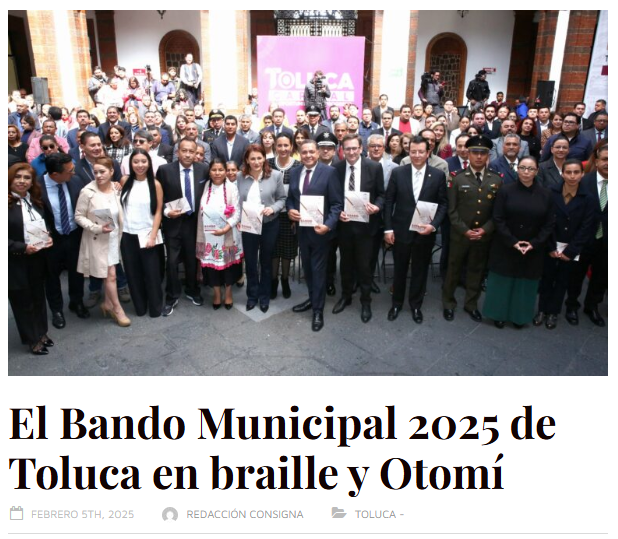 TOLUCA
El Bando Municipal 2025 de
Toluca en braille y Otomí
FEBRERO 5TH, 2025 REDACCIÓN CONSIGNA TOLUCA -